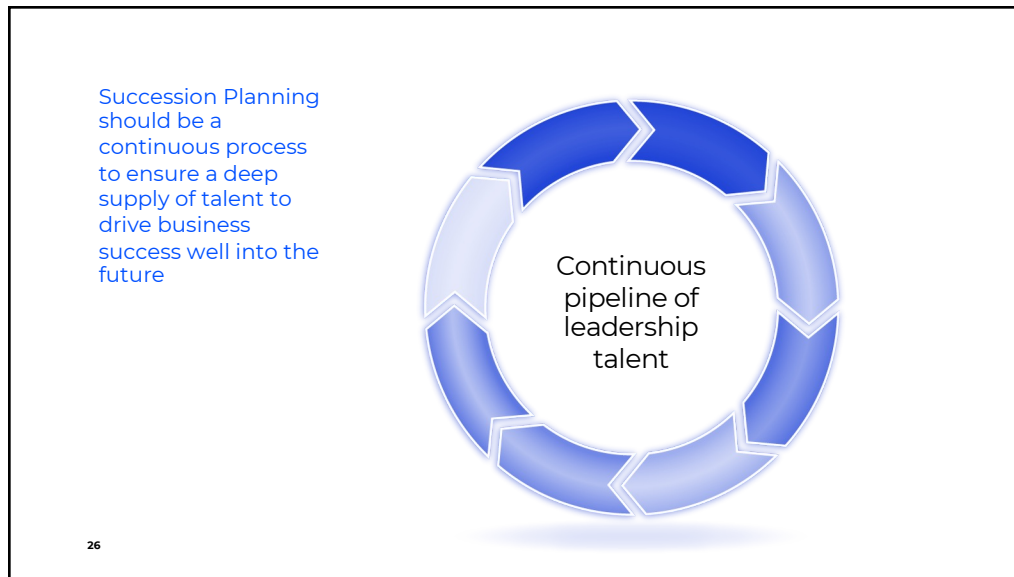 Succession Planning
should be a
continuous process
to ensure a deep
supply of talent to
drive business
success well into the
future
Continuous
pipeline of
leadership
talent
26